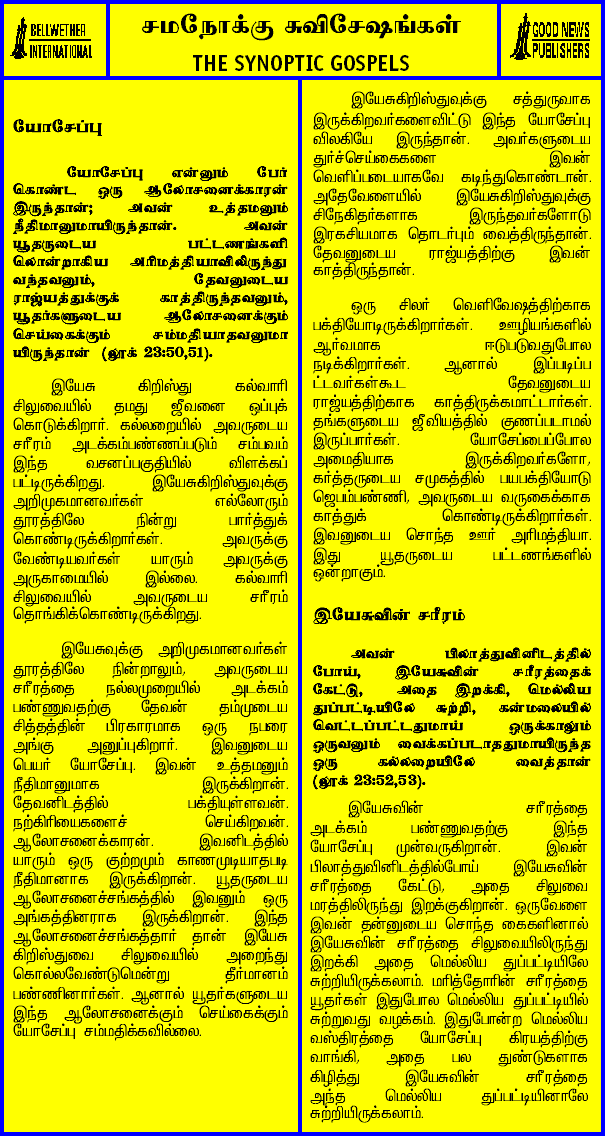 BELLWETHER
INTERNATIONAL
சமநோக்கு சுவிசேஷங்கள்
THE SYNOPTIC GOSPELS
GOOD NEWS
PUBLISHERS
யோசேப்பு
யோசேப்பு என்னும் பேர்
கொண்ட ஒரு ஆலோசனைக்காரன்
இருந்தான்; அவன் உத்தமனும்
நீதிமானுமாயிருந்தான். அவன்
யூதருடைய பட்டணங்களி
லொன்றாகிய அரிமத்தியாவிலிருந்து
வந்தவனும், தேவனுடைய
ராஜ்யத்துக்குக் காத்திருந்தவனும்,
யூதர்களுடைய ஆலோசனைக்கும்
செய்கைக்கும் சம்மதியாதவனுமா
யிருந்தான் (லூக் 23:50,51).
இயேசு கிறிஸ்து கல்வாரி
சிலுவையில் தமது ஜீவனை ஒப்புக்
கொடுக்கிறார். கல்லறையில் அவருடைய
சரீரம் அடக்கம்பண்ணப்படும் சம்பவம்
இந்த வசனப்பகுதியில் விளக்கப்
பட்டிருக்கிறது. இயேசுகிறிஸ்துவுக்கு
அறிமுகமானவர்கள் எல்லோரும்
தூரத்திலே நின்று பார்த்துக்
கொண்டிருக்கிறார்கள். அவருக்கு
வேண்டியவர்கள் யாரும் அவருக்கு
அருகாமையில் இல்லை. கல்வாரி
சிலுவையில் அவருடைய சரீரம்
தொங்கிக்கொண்டிருக்கிறது.
இயேசுவுக்கு அறிமுகமானவர்கள்
தூரத்திலே நின்றாலும், அவருடைய
சரீரத்தை நல்லமுறையில் அடக்கம்
பண்ணுவதற்கு தேவன் தம்முடைய
சித்தத்தின் பிரகாரமாக ஒரு நபரை
அங்கு அனுப்புகிறார். இவனுடைய
பெயர் யோசேப்பு. இவன் உத்தமனும்
நீதிமானுமாக இருக்கிறான்.
தேவனிடத்தில் பக்தியுள்ளவன்.
நற்கிரியைகளைச் செய்கிறவன்.
ஆலோசனைக்காரன். இவனிடத்தில்
யாரும் ஒரு குற்றமும் காணமுடியாதபடி
நீதிமானாக இருக்கிறான். யூதருடைய
ஆலோசனைச்சங்கத்தில் இவனும் ஒரு
அங்கத்தினராக இருக்கிறான். இந்த
ஆலோசனைச்சங்கத்தார் தான் இயேசு
கிறிஸ்துவை சிலுவையில் அறைந்து
கொல்லவேண்டுமென்று தீர்மானம்
பண்ணினார்கள். ஆனால் யூதர்களுடைய
இந்த ஆலோசனைக்கும் செய்கைக்கும்
யோசேப்பு சம்மதிக்கவில்லை.
இயேசுகிறிஸ்துவுக்கு சத்துருவாக
இருக்கிறவர்களைவிட்டு இந்த யோசேப்பு
விலகியே இருந்தான். அவர்களுடைய
துர்ச்செய்கைகளை இவன்
வெளிப்படையாகவே கடிந்துகொண்டான்.
அதேவேளையில் இயேசுகிறிஸ்துவுக்கு
சிநேகிதர்களாக இருந்தவர்களோடு
இரகசியமாக தொடர்பும் வைத்திருந்தான்.
தேவனுடைய ராஜ்யத்திற்கு இவன்
காத்திருந்தான்.
ஒரு சிலர் வெளிவேஷத்திற்காக
பக்தியோடிருக்கிறார்கள். ஊழியங்களில்
ஆர்வமாக ஈடுபடுவதுபோல
நடிக்கிறார்கள். ஆனால் இப்படிப்ப
ட்டவர்கள்கூட தேவனுடைய
ராஜ்யத்திற்காக காத்திருக்கமாட்டார்கள்.
தங்களுடைய ஜீவியத்தில் குணப்படாமல்
இருப்பார்கள். யோசேப்பைப்போல
அமைதியாக இருக்கிறவர்களோ,
கர்த்தருடைய சமுகத்தில் பயபக்தியோடு
ஜெபம்பண்ணி, அவருடைய வருகைக்காக
காத்துக் கொண்டிருக்கிறார்கள்.
இவனுடைய சொந்த ஊர் அரிமத்தியா.
இது யூதருடைய பட்டணங்களில்
ஒன்றாகும்.
இயேசுவின் சரீரம்
அவன் பிலாத்துவினிடத்தில்
போய், இயேசுவின் சரீரத்தைக்
கேட்டு, அதை இறக்கி, மெல்லிய
துப்பட்டியிலே சுற்றி, கன்மலையில்
வெட்டப்பட்டதுமாய் ஒருக்காலும்
ஒருவனும் வைக்கப்படாததுமாயிருந்த
ஒரு கல்லறையிலே வைத்தான்
(லூக் 23:52,53).
இயேசுவின் சரீரத்தை
அடக்கம் பண்ணுவதற்கு இந்த
யோசேப்பு முன்வருகிறான். இவன்
பிலாத்துவினிடத்தில்போய் இயேசுவின்
சரீரத்தை கேட்டு, அதை சிலுவை
மரத்திலிருந்து இறக்குகிறான். ஒருவேளை
இவன் தன்னுடைய சொந்த கைகளினால்
இயேசுவின் சரீரத்தை சிலுவையிலிருந்து
இறக்கி அதை மெல்லிய துப்பட்டியிலே
சுற்றியிருக்கலாம். மரித்தோரின் சரீரத்தை
யூதர்கள் இதுபோல மெல்லிய துப்பட்டியில்
சுற்றுவது வழக்கம். இதுபோன்ற மெல்லிய
வஸ்திரத்தை யோசேப்பு கிரயத்திற்கு
வாங்கி, அதை பல துண்டுகளாக
கிழித்து இயேசுவின் சரீரத்தை
அந்த மெல்லிய துப்பட்டியினாலே
சுற்றியிருக்கலாம்.